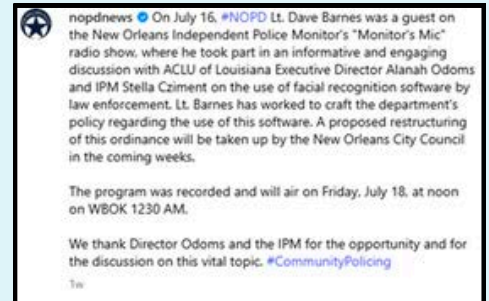 nopdnews On July 16, #NOPD Lt. Dave Barnes was a guest on
the New Orleans Independent Police Monitor's "Monitor's Mic"
radio show, where he took part in an informative and engaging
discussion with ACLU of Louisiana Executive Director Alanah Odoms
and IPM Stella Cziment on the use of facial recognition software by
law enforcement. Lt. Barnes has worked to craft the department's
policy regarding the use of this software. A proposed restructuring
of this ordinance will be taken up by the New Orleans City Council
in the coming weeks.
The program was recorded and will air on Friday, July 18, at noon
on WBOK 1230 AM.
We thank Director Odoms and the IPM for the opportunity and for
the discussion on this vital topic. #CommunityPolicing
1w